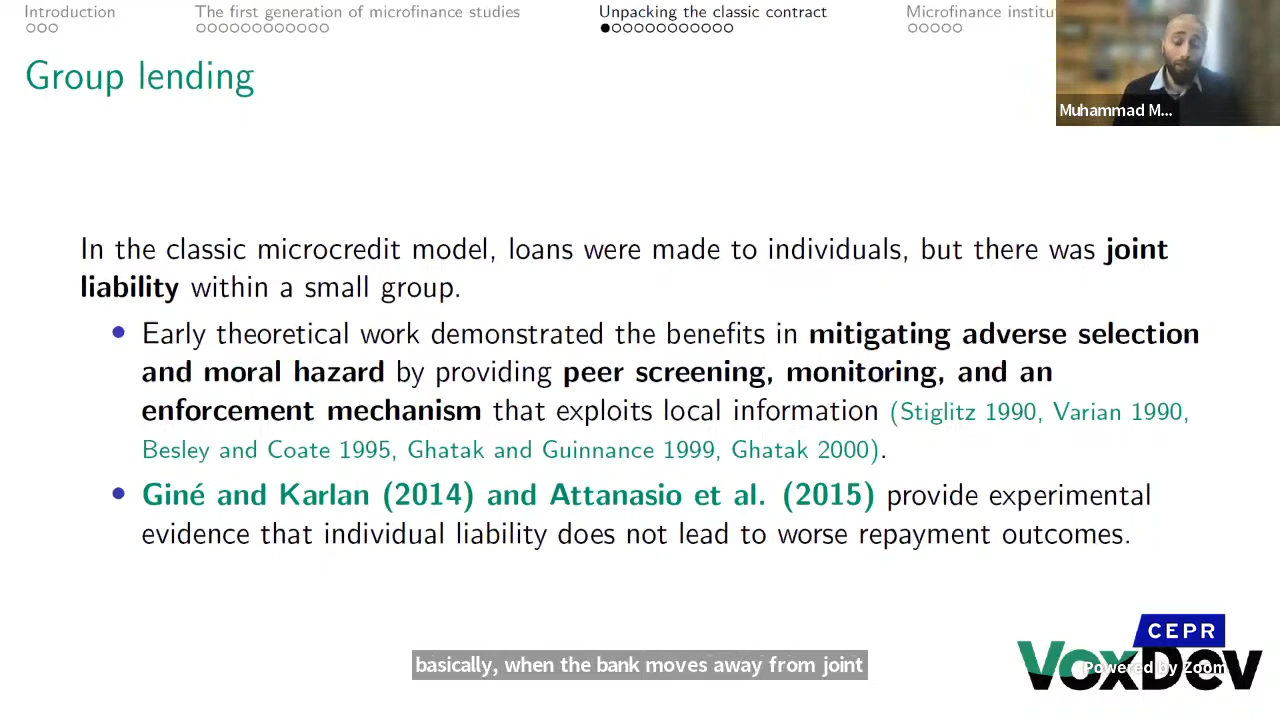 Introduction
The first generation of microfinance studies
Unpacking the classic contract
Microfinance institu
Group lending
Muhammad M...
In the classic microcredit model, loans were made to individuals, but there was joint
liability within a small group.
Early theoretical work demonstrated the benefits in mitigating adverse selection
and moral hazard by providing peer screening, monitoring, and an
enforcement mechanism that exploits local information (Stiglitz 1990, Varian 1990,
Besley and Coate 1995, Ghatak and Guinnance 1999, Ghatak 2000).
Giné and Karlan (2014) and Attanasio et al. (2015) provide experimental
evidence that individual liability does not lead to worse repayment outcomes.
CEPR
VoxDev
Powered by Zoom
basically, when the bank moves away from joint